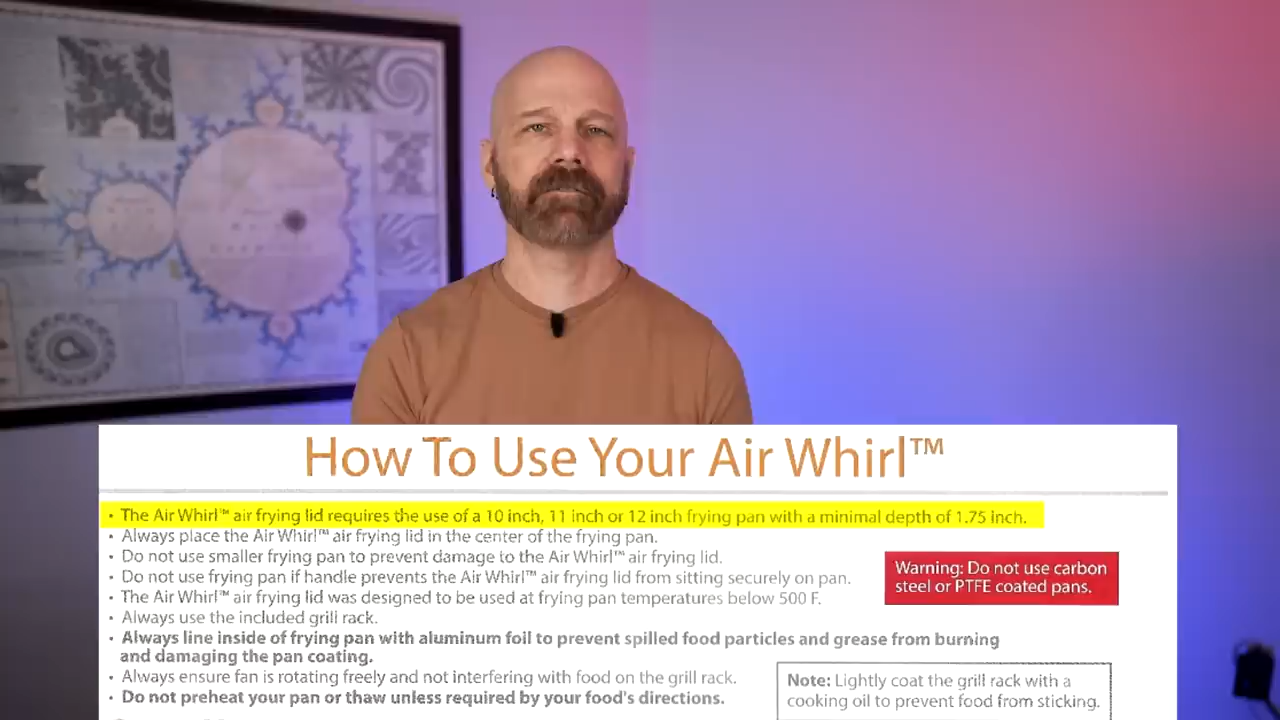 How To Use Your Air Whirl™
• The Air Whirl™ air frying lid requires the use of a 10 inch, 11 inch or 12 inch frying pan with a minimal depth of 1.75 inch.
• Always place the Air Whirl™ air frying lid in the center of the frying pan.
• Do not use smaller frying pan to prevent damage to the Air Whirl™ air frying lid.
• Do not use frying pan if handle prevents the Air Whirl™ air frying lid from sitting securely on pan.
• The Air Whirl™ air frying lid was designed to be used at frying pan temperatures below 500 F.
• Always use the included grill rack.
• Always line inside of frying pan with aluminum foil to prevent spilled food particles and grease from burning
and damaging the pan coating.
• Always ensure fan is rotating freely and not interfering with food on the grill rack.
• Do not preheat your pan or thaw unless required by your food's directions.
Warning: Do not use carbon
steel or PTFE coated pans.
Note: Lightly coat the grill rack with a
cooking oil to prevent food from sticking.